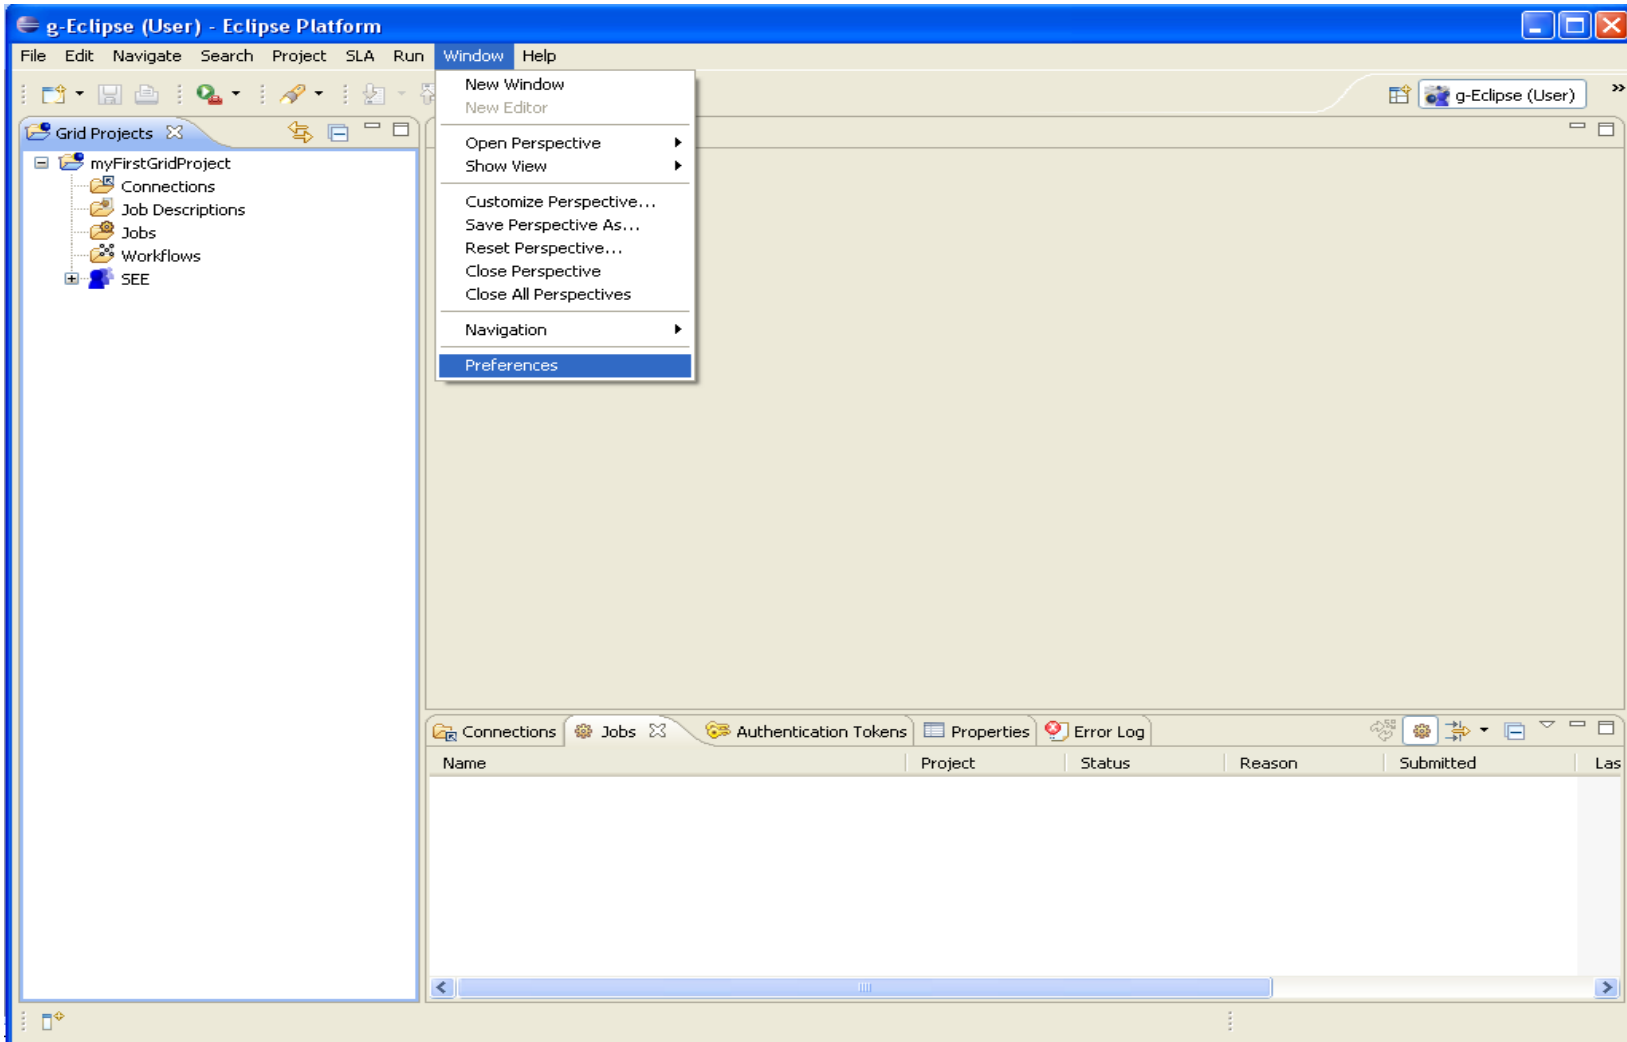 g-Eclipse (User) - Eclipse Platform
File Edit Navigate Search Project SLA Run Window Help
New Window
New Editor
Open Perspective
Show View
Customize Perspective...
Save Perspective As...
Reset Perspective...
Close Perspective
Close All Perspectives
Navigation
Preferences
g-Eclipse (User) »
Grid Projects
myFirstGridProject
Connections
Job Descriptions
Jobs
Workflows
SEE
Connections Jobs Authentication Tokens Properties Error Log
Name Project Status Reason Submitted Las